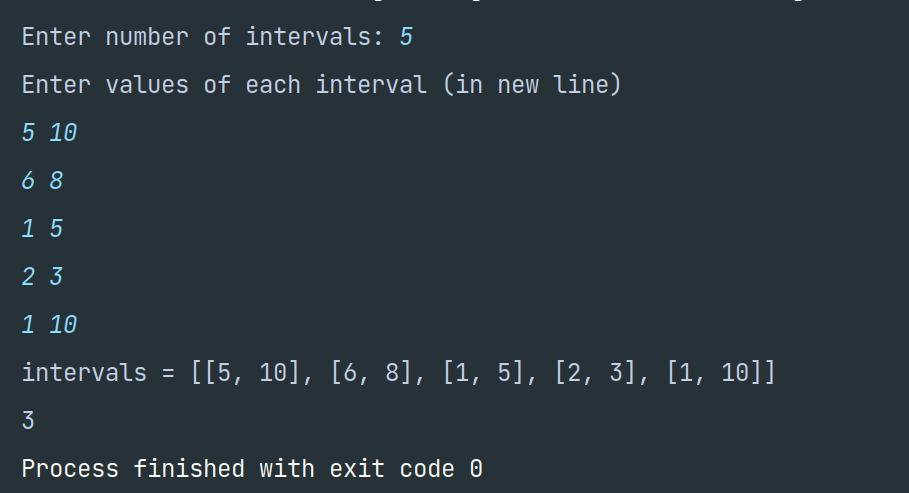 Enter number of intervals: 5
Enter values of each interval (in new line)
5 10
6 8
1 5
2 3
1 10
intervals = [[5, 10], [6, 8], [1, 5], [2, 3], [1, 10]]
3
Process finished with exit code 0